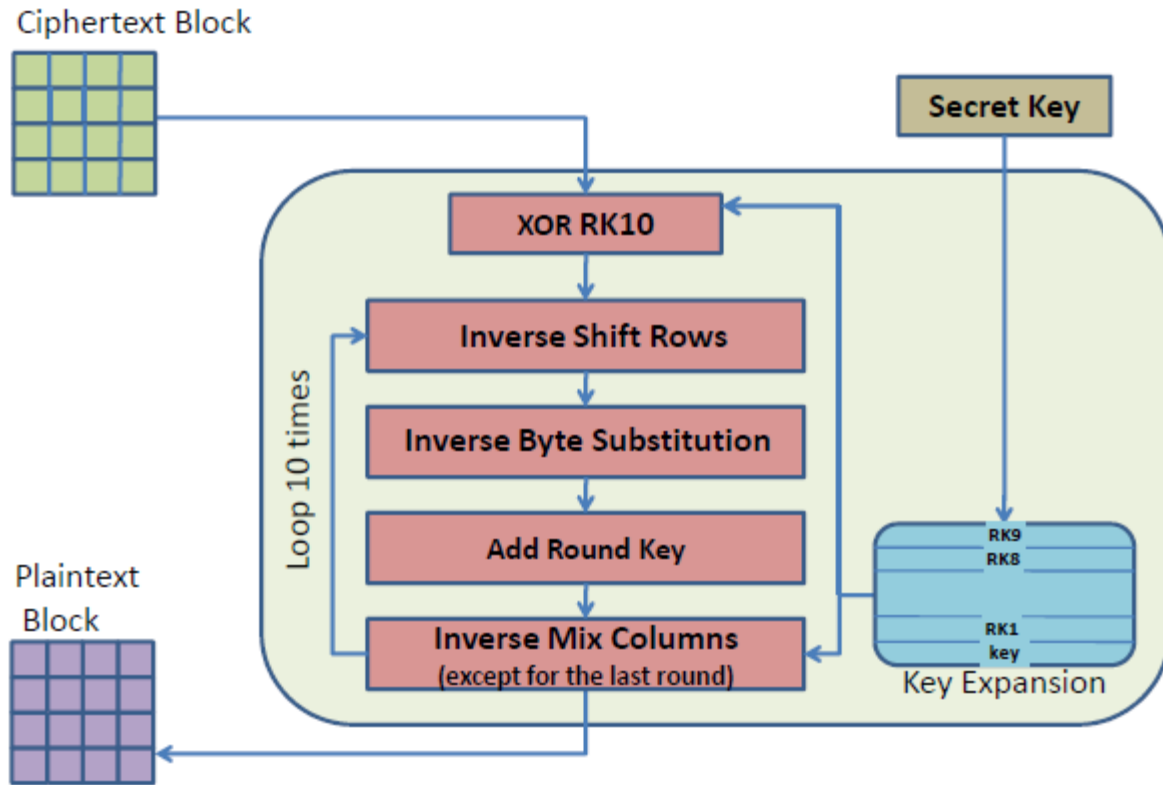 Ciphertext Block
Secret Key
XOR RK10
Inverse Shift Rows
Inverse Byte Substitution
Add Round Key
Inverse Mix Columns
(except for the last round)
Loop 10 times
RK9
RK8
RK1
key
Key Expansion
Plaintext
Block